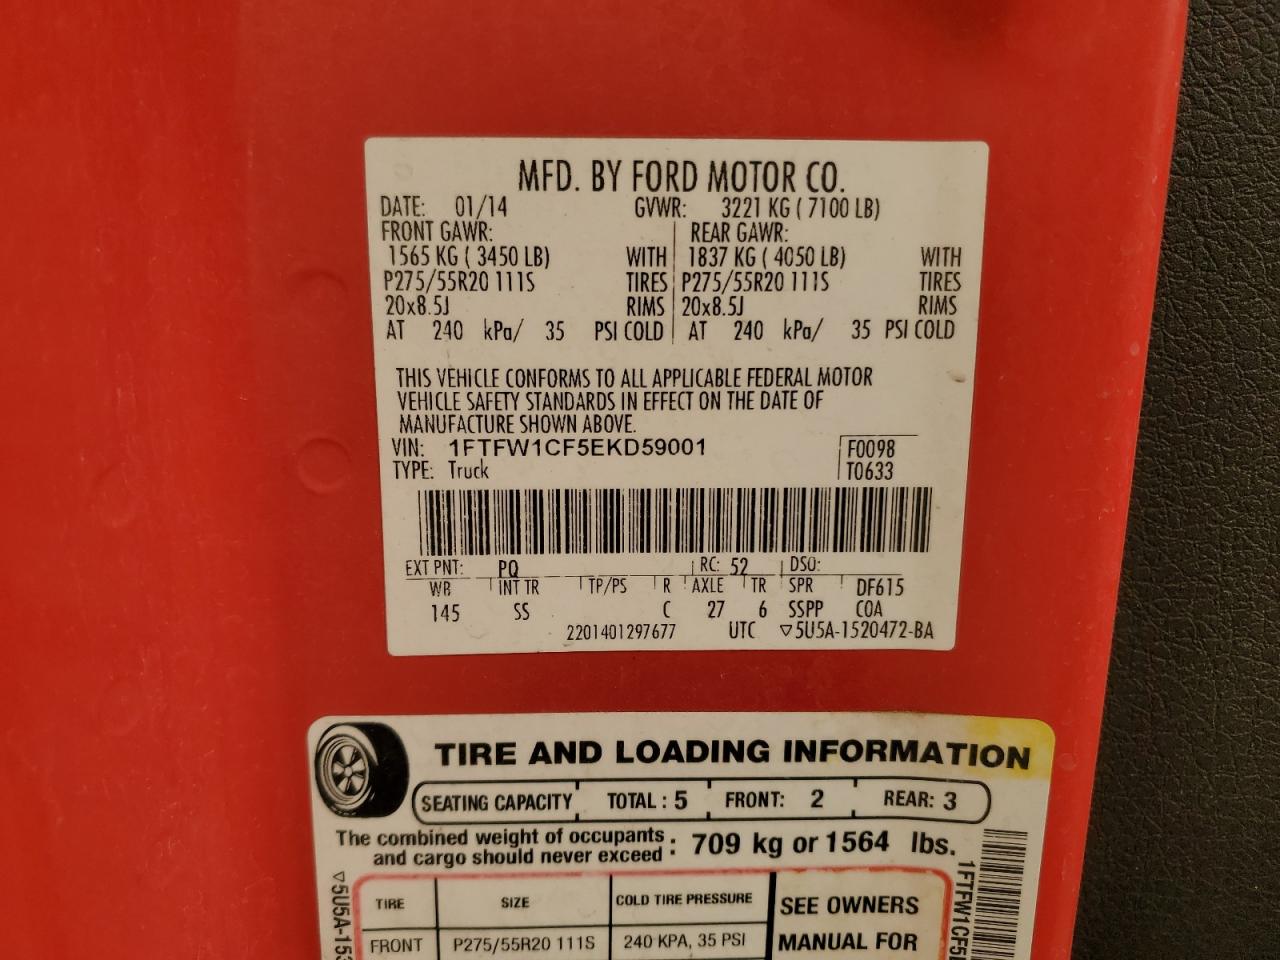 MFD. BY FORD MOTOR CO.
DATE: 01/14 GVWR: 3221 KG ( 7100 LB)
FRONT GAWR: REAR GAWR:
1565 KG ( 3450 LB) WITH 1837 KG ( 4050 LB) WITH
P275/55R20 111S TIRES P275/55R20 111S TIRES
20x8.5J RIMS 20x8.5J RIMS
AT 240 kPa/ 35 PSI COLD AT 240 kPa/ 35 PSI COLD
THIS VEHICLE CONFORMS TO ALL APPLICABLE FEDERAL MOTOR
VEHICLE SAFETY STANDARDS IN EFFECT ON THE DATE OF
MANUFACTURE SHOWN ABOVE.
VIN: 1FTFW1CF5EKD59001 F0098
TYPE: Truck T0633
EXT PNT: PQ RC: 52 DSO:
WB INT TR TP/PS R AXLE TR SPR DF615
145 SS C 27 6 SSPP COA
2201401297677 UTC ▽5U5A-1520472-BA
TIRE AND LOADING INFORMATION
SEATING CAPACITY TOTAL : 5 FRONT: 2 REAR: 3
The combined weight of occupants
and cargo should never exceed : 709 kg or 1564 lbs.
TIRE SIZE COLD TIRE PRESSURE SEE OWNERS
FRONT P275/55R20 111S 240 KPA, 35 PSI MANUAL FOR
▽5U5A-153
1FTFW1CF5